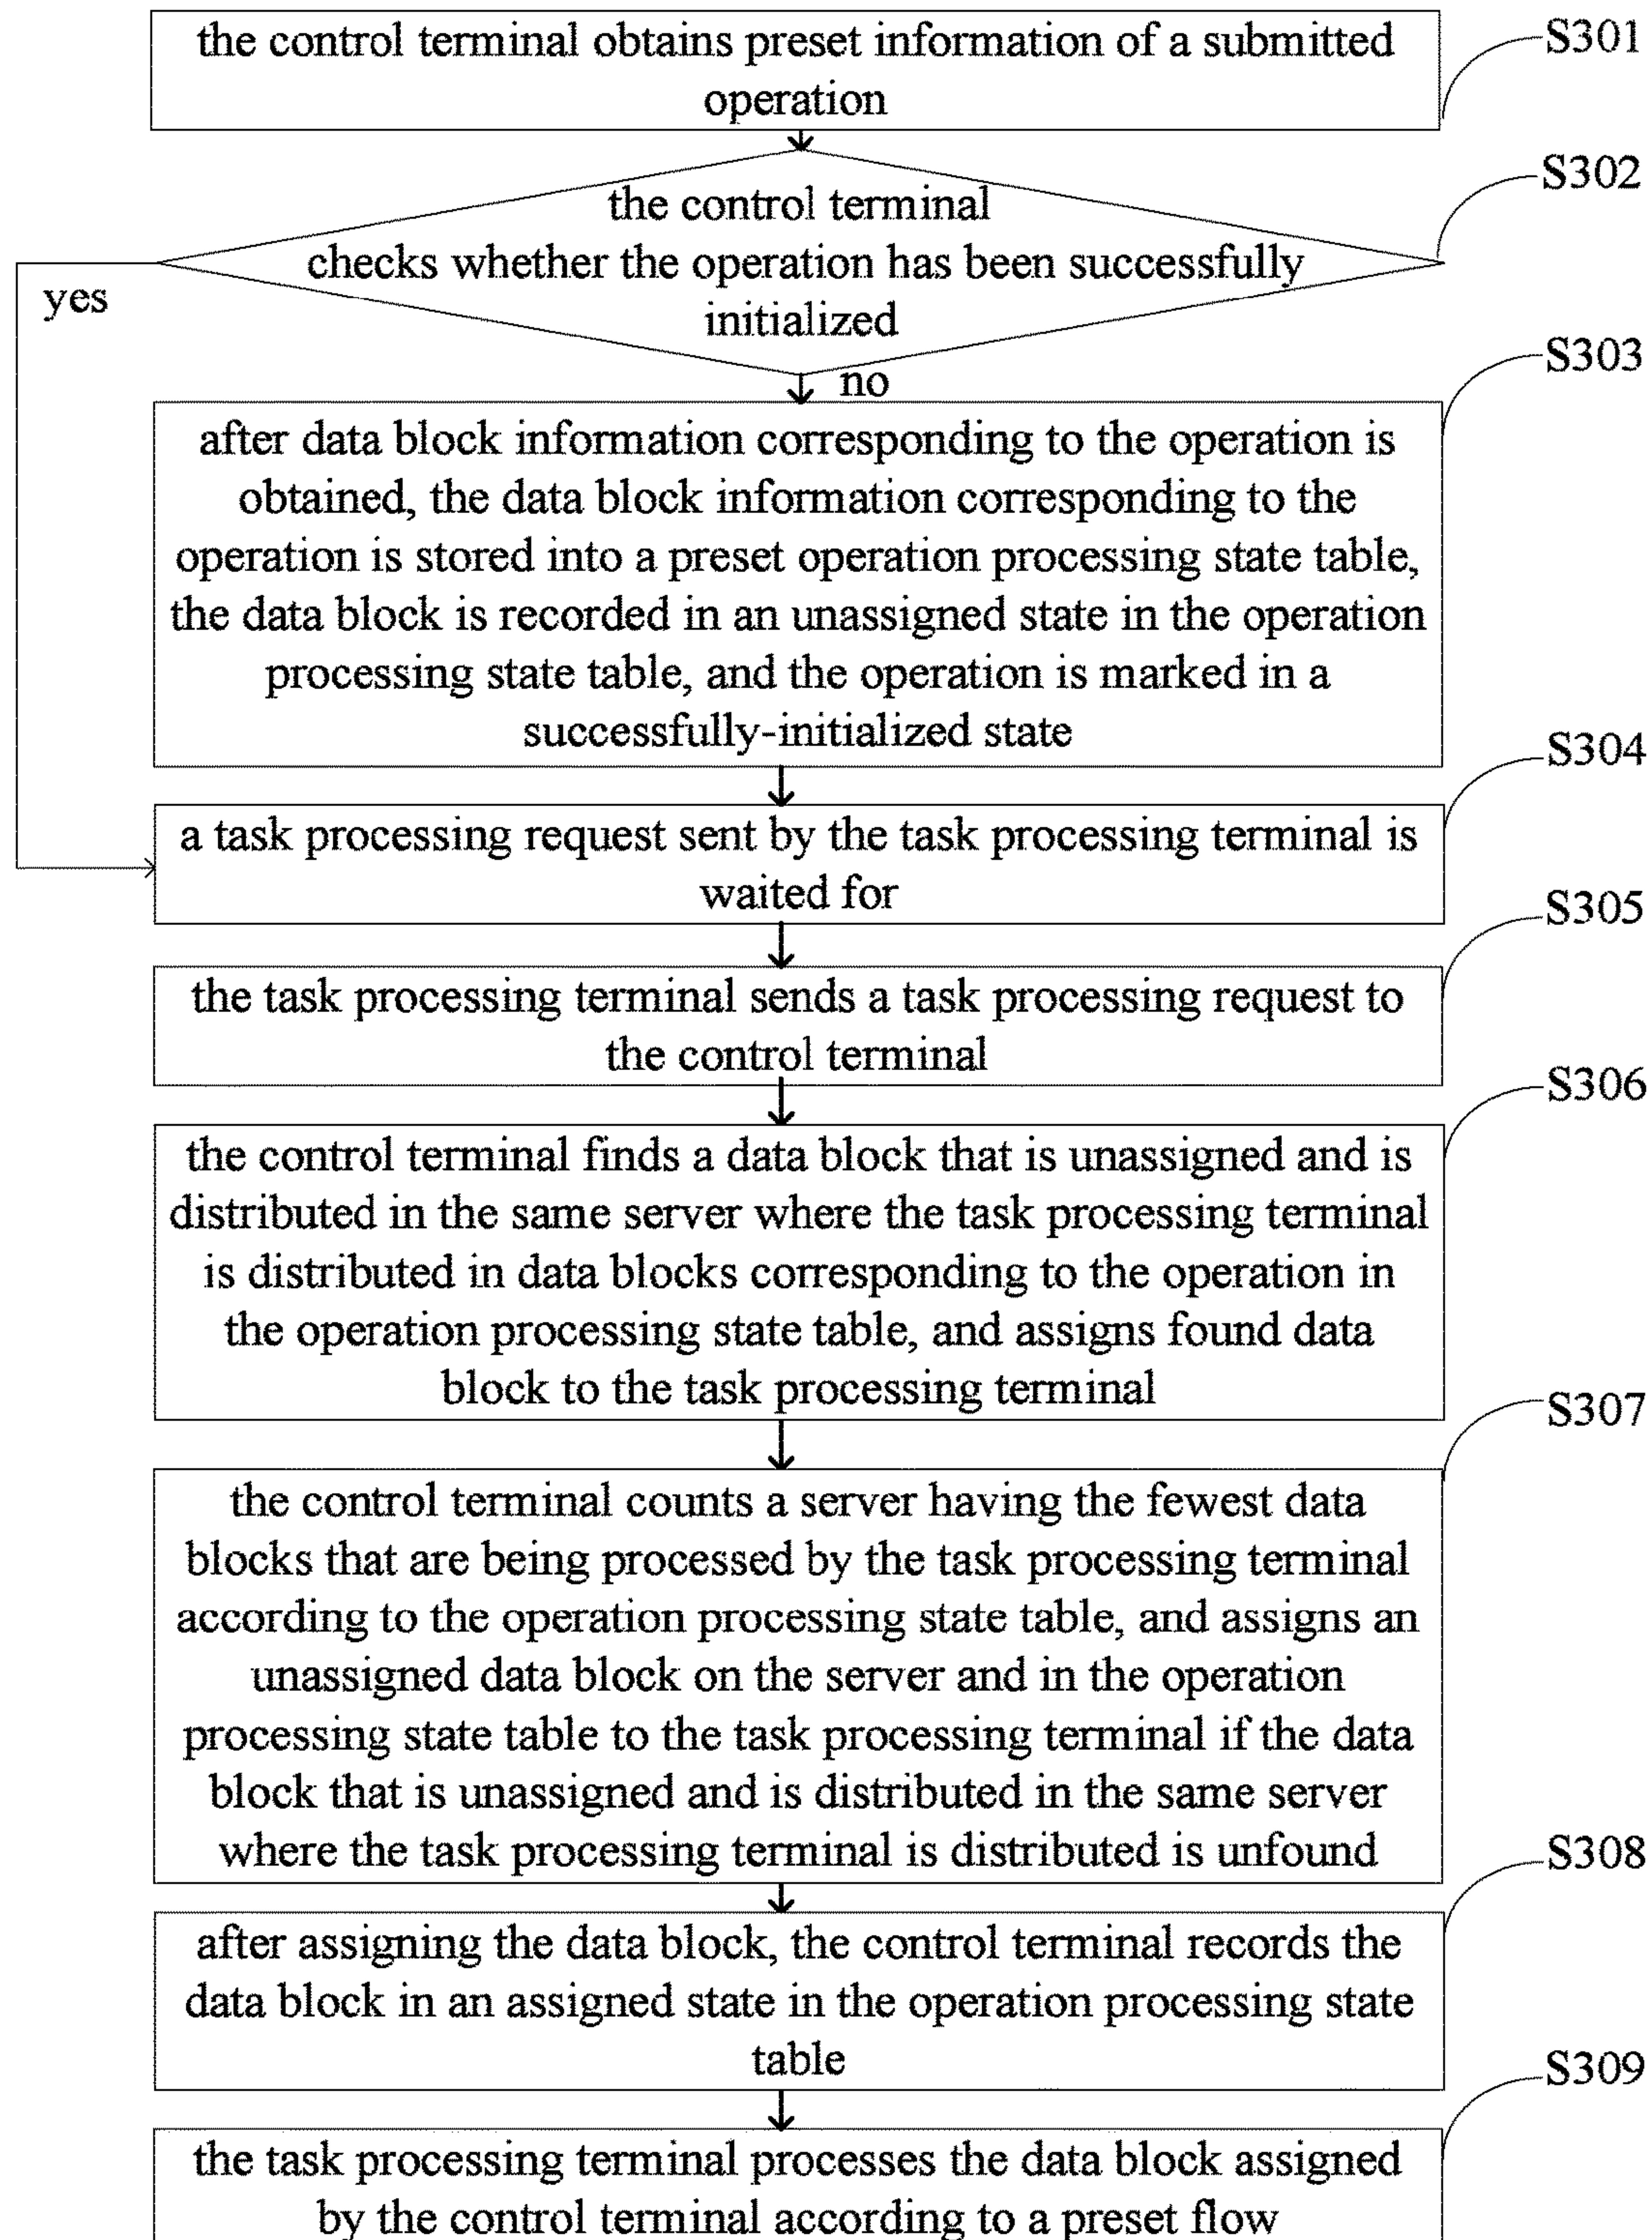 the control terminal obtains preset information of a submitted
operation
S301
the control terminal
checks whether the operation has been successfully
initialized
S302
yes
no
S303
after data block information corresponding to the operation is
obtained, the data block information corresponding to the
operation is stored into a preset operation processing state table,
the data block is recorded in an unassigned state in the operation
processing state table, and the operation is marked in a
successfully-initialized state
S304
a task processing request sent by the task processing terminal is
waited for
S305
the task processing terminal sends a task processing request to
the control terminal
S306
the control terminal finds a data block that is unassigned and is
distributed in the same server where the task processing terminal
is distributed in data blocks corresponding to the operation in
the operation processing state table, and assigns found data
block to the task processing terminal
S307
the control terminal counts a server having the fewest data
blocks that are being processed by the task processing terminal
according to the operation processing state table, and assigns an
unassigned data block on the server and in the operation
processing state table to the task processing terminal if the data
block that is unassigned and is distributed in the same server
where the task processing terminal is distributed is unfound
S308
after assigning the data block, the control terminal records the
data block in an assigned state in the operation processing state
table
S309
the task processing terminal processes the data block assigned
by the control terminal according to a preset flow